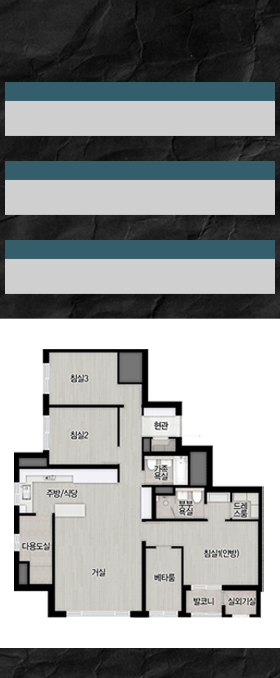 침실3
현관
침실2
가족
욕실
주방/식당
부부
욕실
드레
스룸
다용도실
침실1(안방)
거실
베타룸
발코니
실외기실